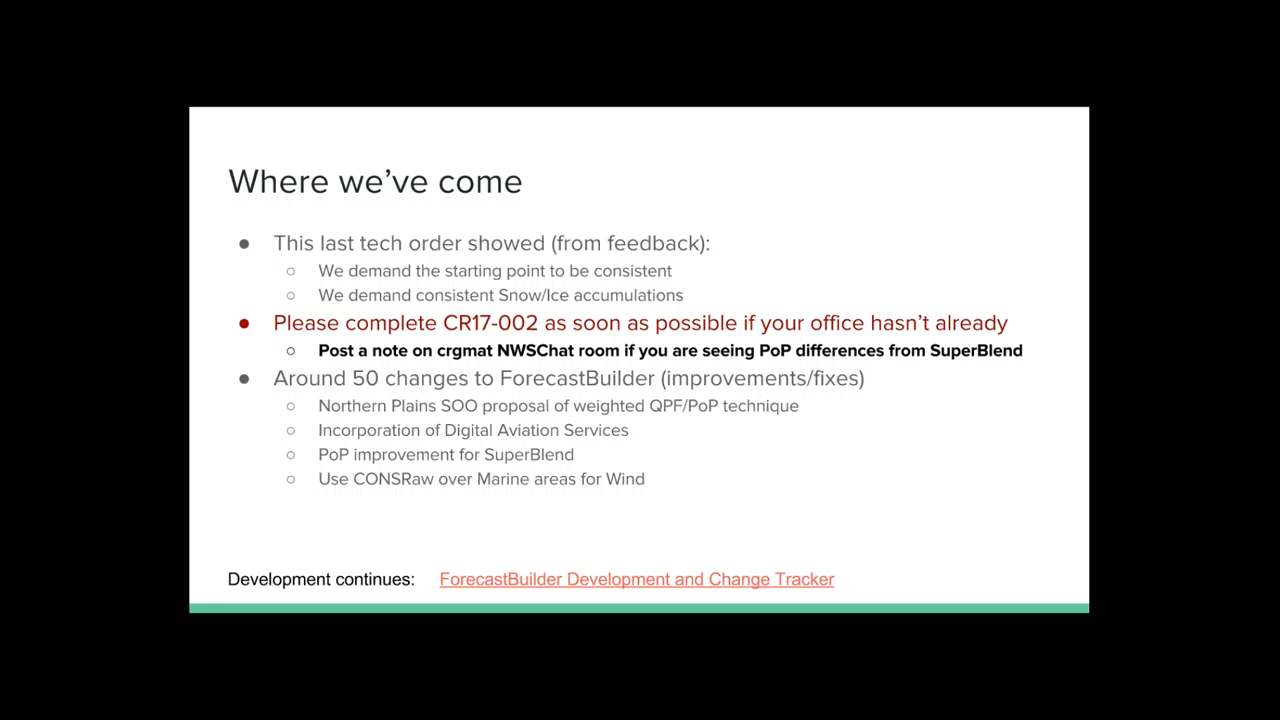 Where we’ve come
● This last tech order showed (from feedback):
○ We demand the starting point to be consistent
○ We demand consistent Snow/Ice accumulations
● Please complete CR17-002 as soon as possible if your office hasn’t already
○ Post a note on crgmat NWSChat room if you are seeing PoP differences from SuperBlend
● Around 50 changes to ForecastBuilder (improvements/fixes)
○ Northern Plains SOO proposal of weighted QPF/PoP technique
○ Incorporation of Digital Aviation Services
○ PoP improvement for SuperBlend
○ Use CONSRaw over Marine areas for Wind
Development continues: ForecastBuilder Development and Change Tracker